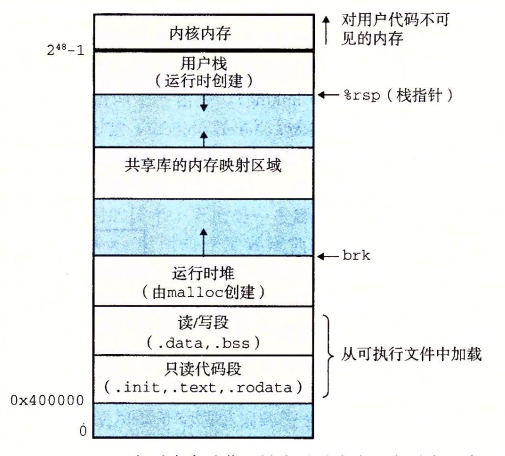 内核内存
对用户代码不可
见的内存
2⁴⁸-1
用户栈
(运行时创建)
%rsp(栈指针)
共享库的内存映射区域
brk
运行时堆
(由malloc创建)
读/写段
(.data,.bss)
从可执行文件中加载
只读代码段
(.init,.text,.rodata)
0x400000
0